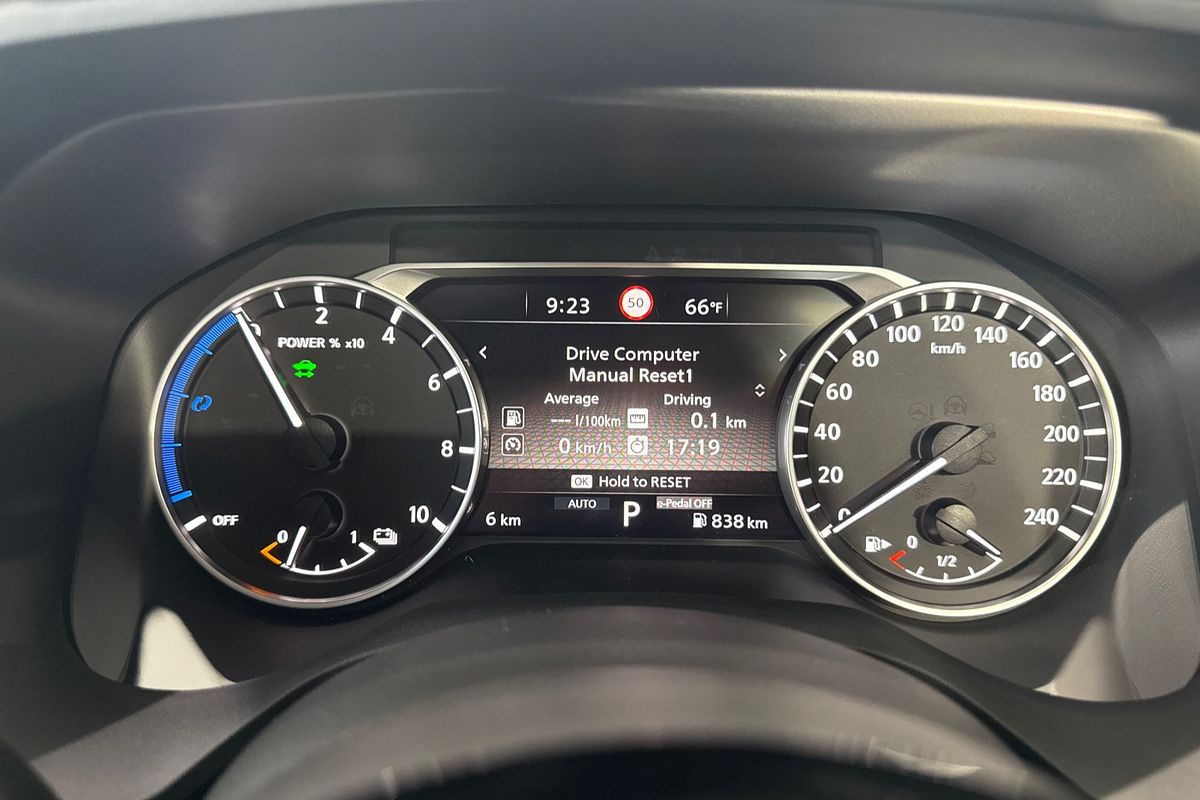 9:23
50
66°F
0
2
4
6
8
10
POWER % x10
OFF
0
1
Drive Computer
Manual Reset1
Average
Driving
--- l/100km
0.1 km
0 km/h
17:19
OK Hold to RESET
AUTO
P
e-Pedal OFF
6 km
838 km
0
20
40
60
80
100
120
140
160
180
200
220
240
km/h
0
1/2